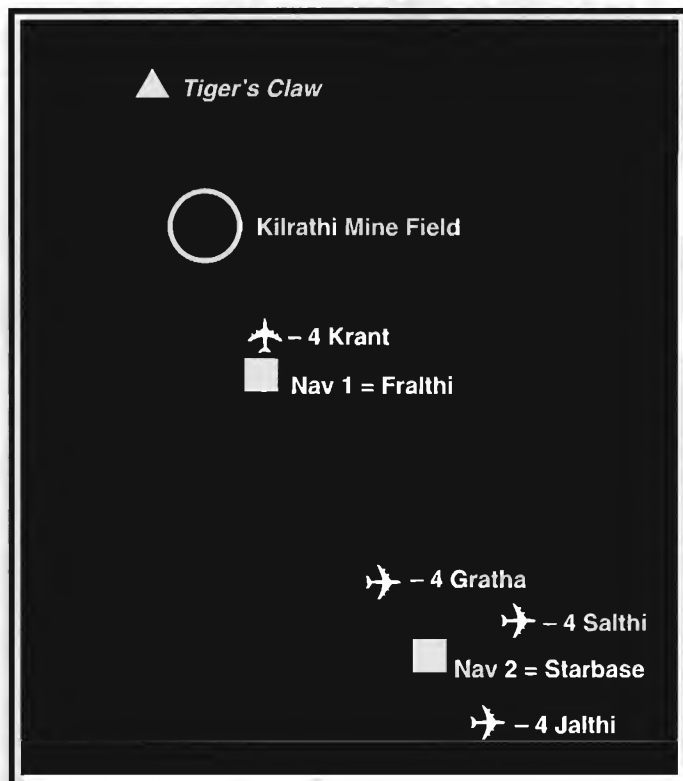 Tiger's Claw
Kilrathi Mine Field
– 4 Krant
Nav 1 = Fralthi
– 4 Gratha
– 4 Salthi
Nav 2 = Starbase
– 4 Jalthi